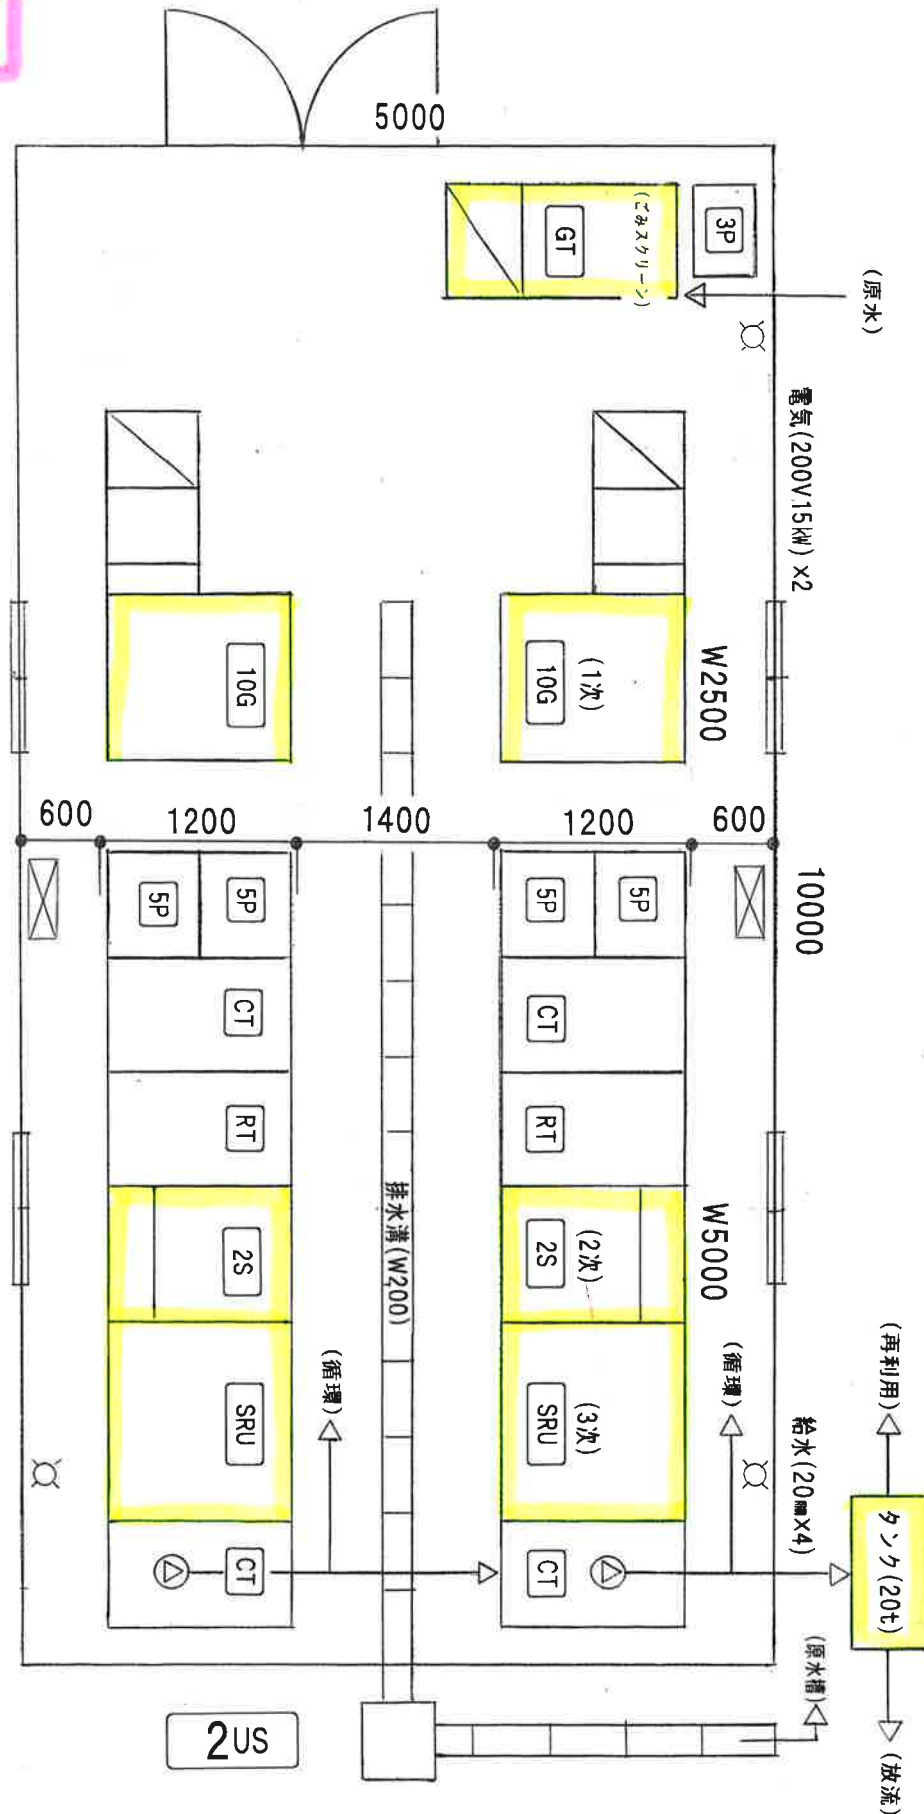 5000
3P
(ごみスクリーン)
GT
(原水)
電気(200V.15kW)×2
W2500
(1次)
10G
10G
600
1200
1400
1200
600
10000
5P
5P
5P
5P
CT
CT
RT
RT
W5000
(2次)
2S
2S
排水溝(W200)
(3次)
SRU
SRU
(循環)
(循環)
給水(20㎜×4)
(再利用)
タンク(20t)
(放流)
CT
CT
(原水槽)
2US